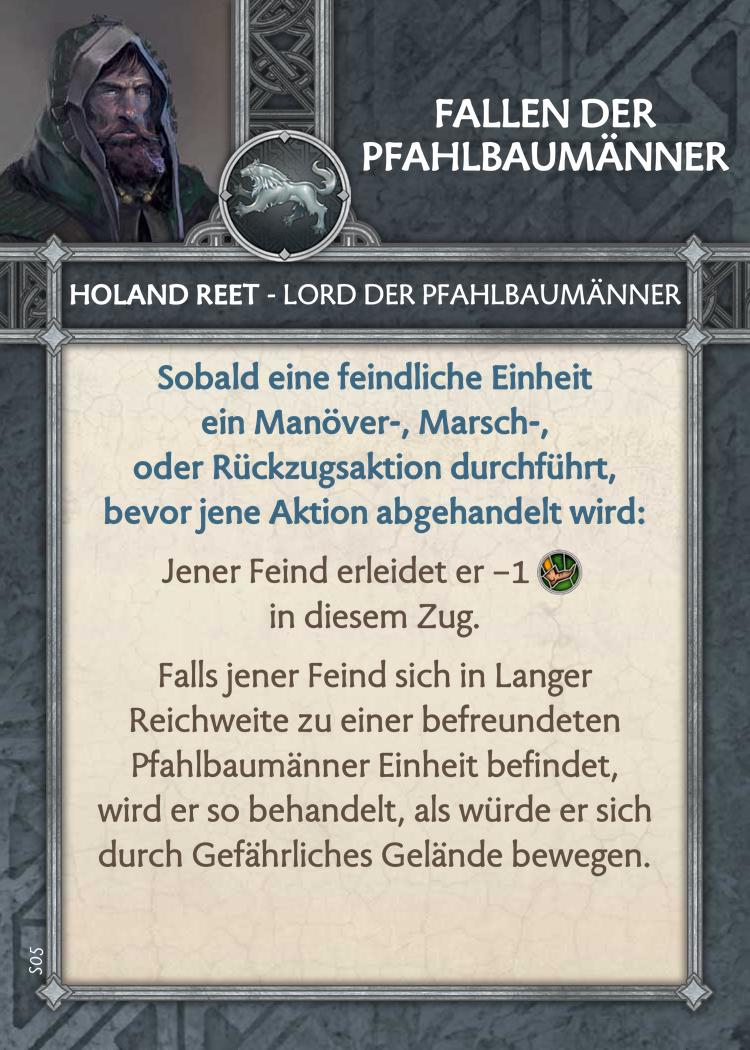 FALLEN DER
PFAHLBAUMÄNNER
HOLAND REET - LORD DER PFAHLBAUMÄNNER
Sobald eine feindliche Einheit
ein Manöver-, Marsch-,
oder Rückzugsaktion durchführt,
bevor jene Aktion abgehandelt wird:
Jener Feind erleidet er –1
in diesem Zug.
Falls jener Feind sich in Langer
Reichweite zu einer befreundeten
Pfahlbaumänner Einheit befindet,
wird er so behandelt, als würde er sich
durch Gefährliches Gelände bewegen.
S05